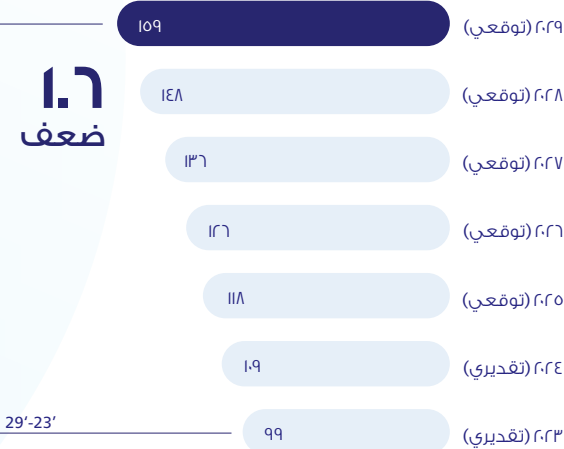 ٢٠٢٩ (توقعي) ١٥٩
٢٠٢٨ (توقعي) ١٤٨
١.٦
ضعف
٢٠٢٧ (توقعي) ١٣٦
٢٠٢٦ (توقعي) ١٢٦
٢٠٢٥ (توقعي) ١١٨
٢٠٢٤ (تقديري) ١٠٩
٢٠٢٣ (تقديري) ٩٩
29‘-23’